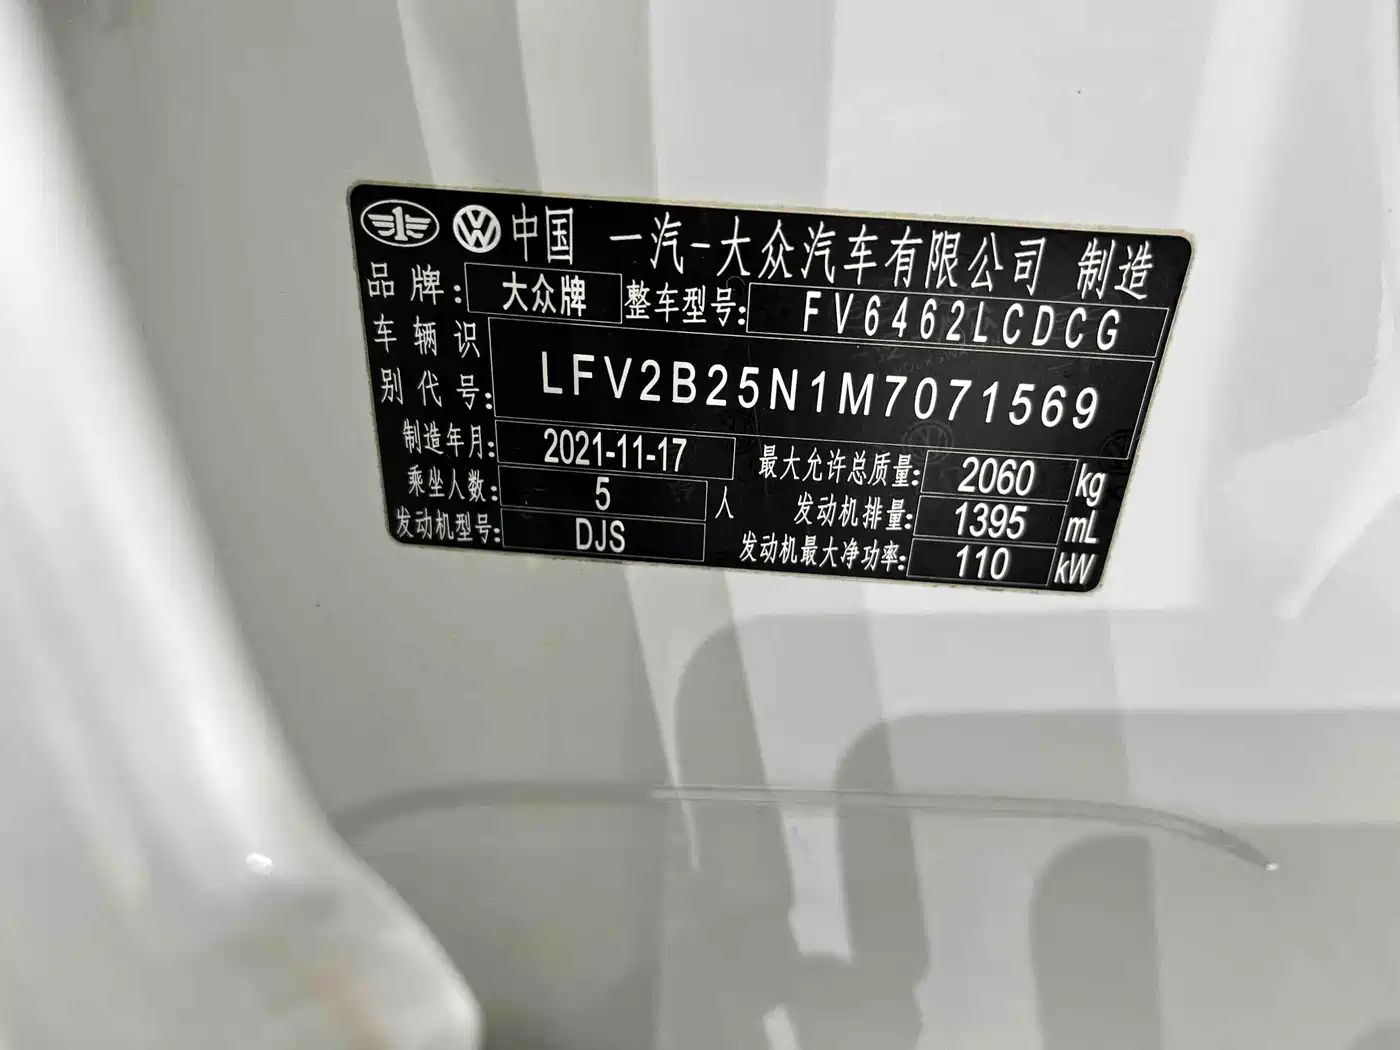 中国 一汽-大众汽车有限公司 制造
品牌: 大众牌 整车型号: FV6462LCDCG
车辆识别代号: LFV2B25N1M7071569
制造年月: 2021-11-17 最大允许总质量: 2060 kg
乘坐人数: 5 人 发动机排量: 1395 mL
发动机型号: DJS 发动机最大净功率: 110 kW